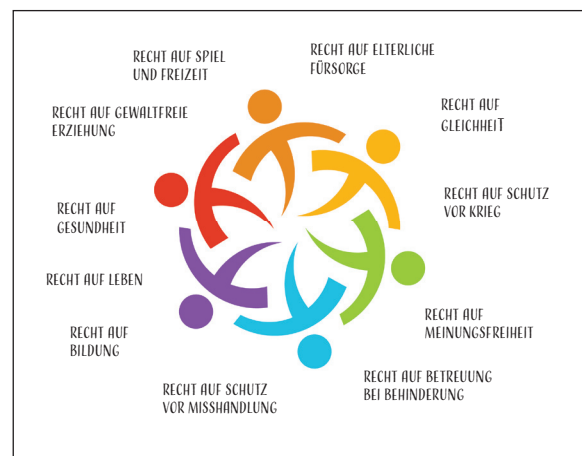 RECHT AUF SPIEL
UND FREIZEIT
RECHT AUF ELTERLICHE
FÜRSORGE
RECHT AUF GEWALTFREIE
ERZIEHUNG
RECHT AUF
GLEICHHEIT
RECHT AUF
GESUNDHEIT
RECHT AUF SCHUTZ
VOR KRIEG
RECHT AUF LEBEN
RECHT AUF
BILDUNG
RECHT AUF
MEINUNGSFREIHEIT
RECHT AUF SCHUTZ
VOR MISSHANDLUNG
RECHT AUF BETREUUNG
BEI BEHINDERUNG